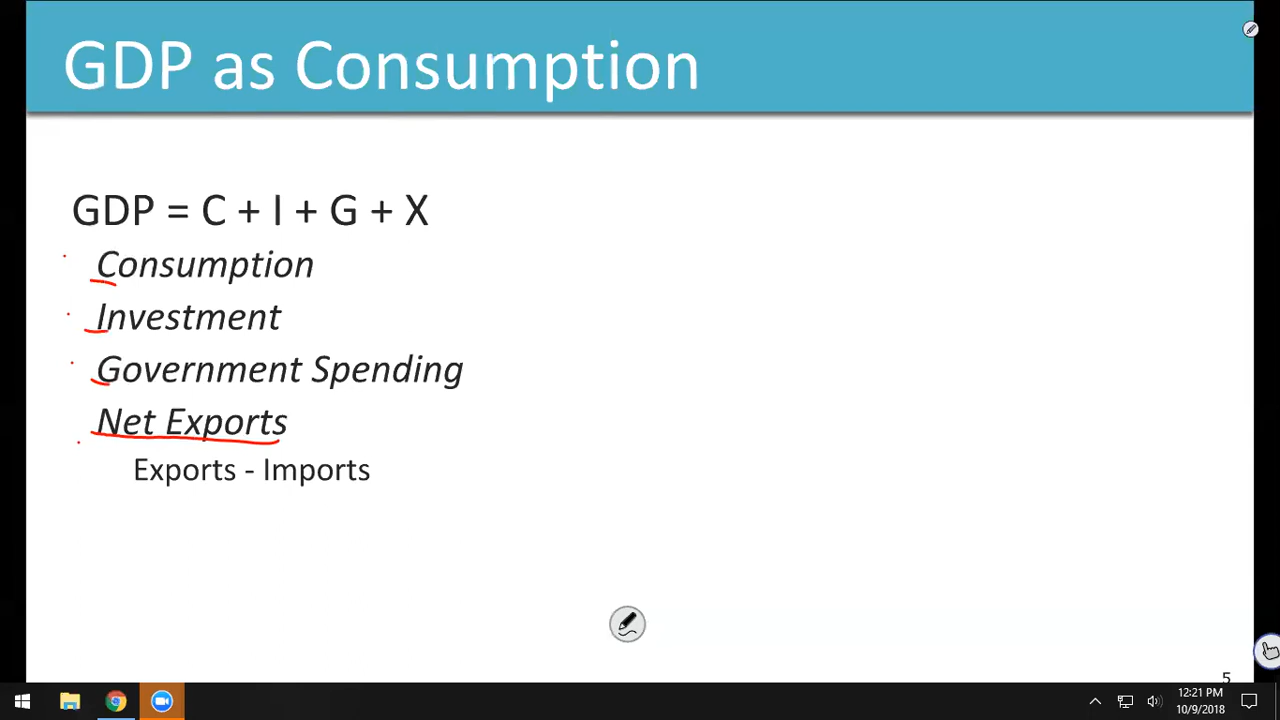 GDP as Consumption
GDP = C + I + G + X
Consumption
Investment
Government Spending
Net Exports
Exports - Imports
5
12:21 PM
10/9/2018